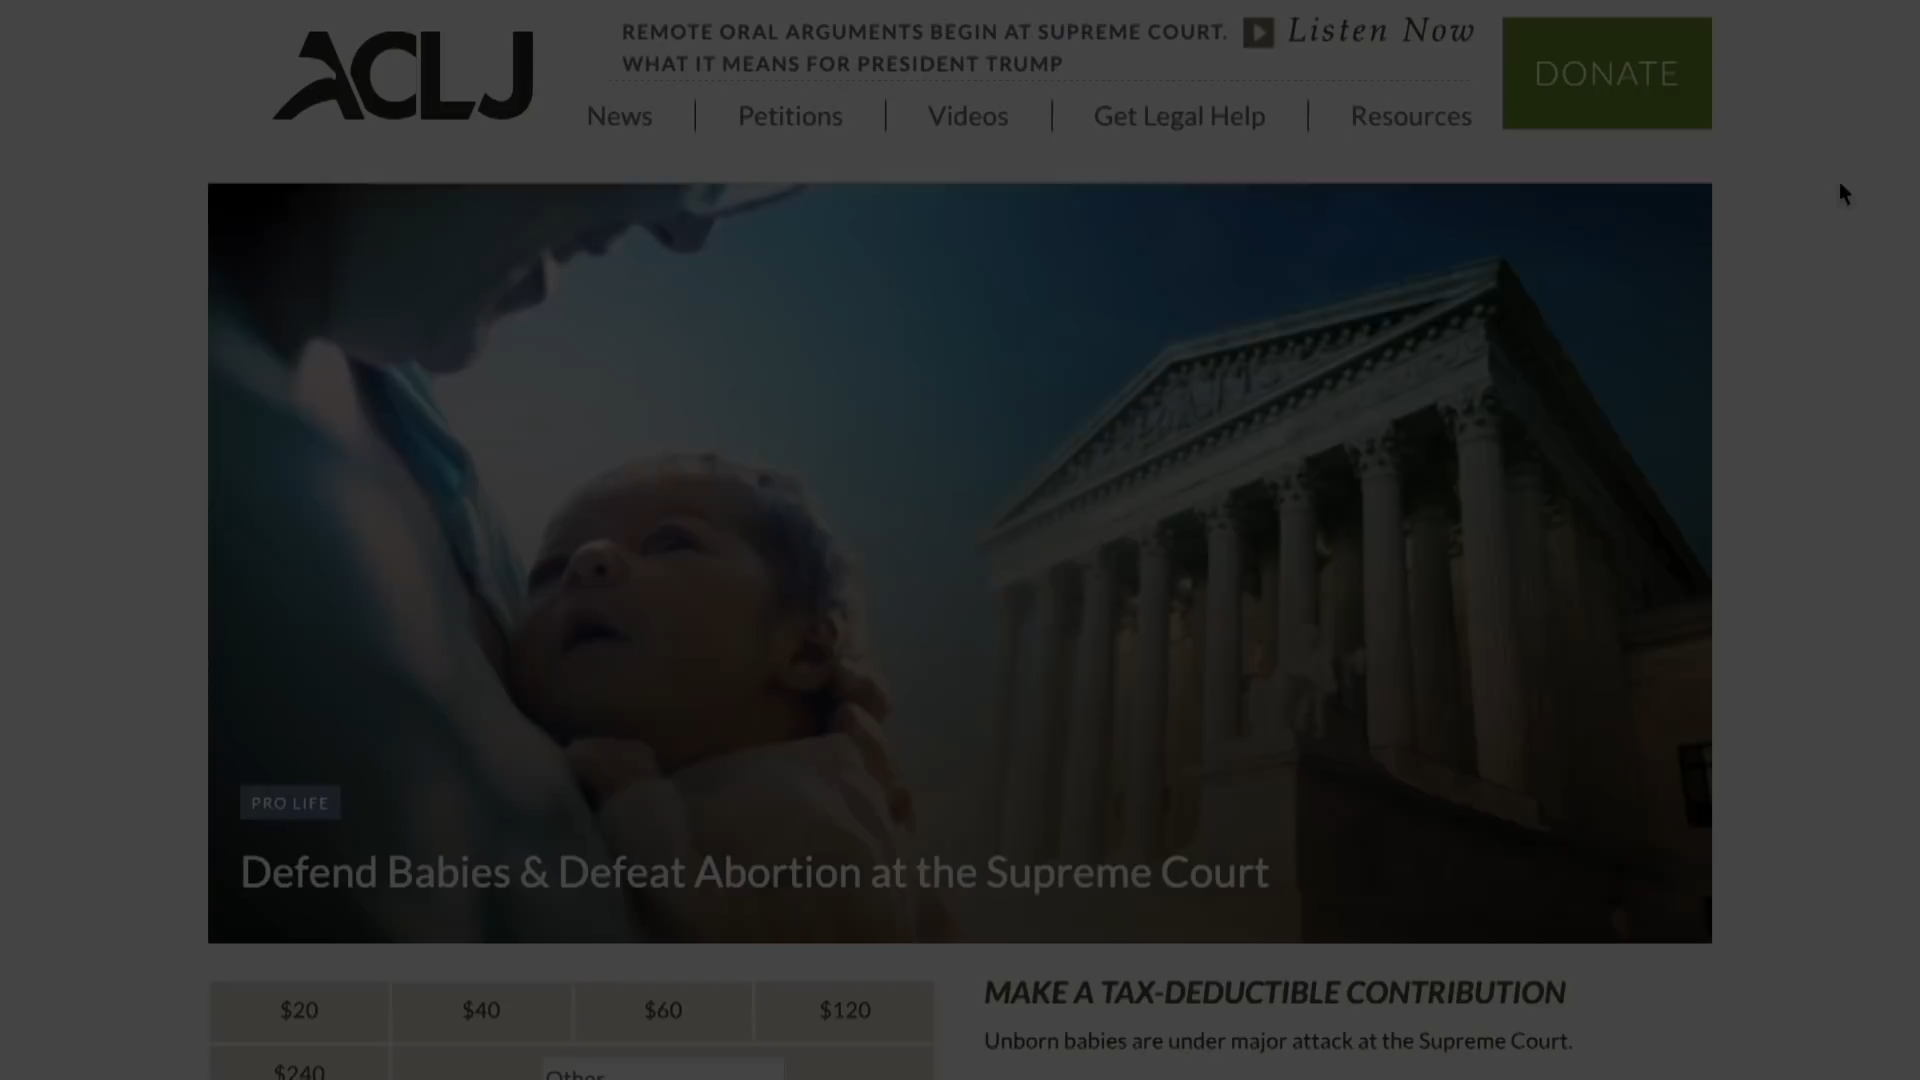 ACLJ
REMOTE ORAL ARGUMENTS BEGIN AT SUPREME COURT.
WHAT IT MEANS FOR PRESIDENT TRUMP
Listen Now
DONATE
News
Petitions
Videos
Get Legal Help
Resources
PRO LIFE
Defend Babies & Defeat Abortion at the Supreme Court
$20
$40
$60
$120
$240
Other
MAKE A TAX-DEDUCTIBLE CONTRIBUTION
Unborn babies are under major attack at the Supreme Court.